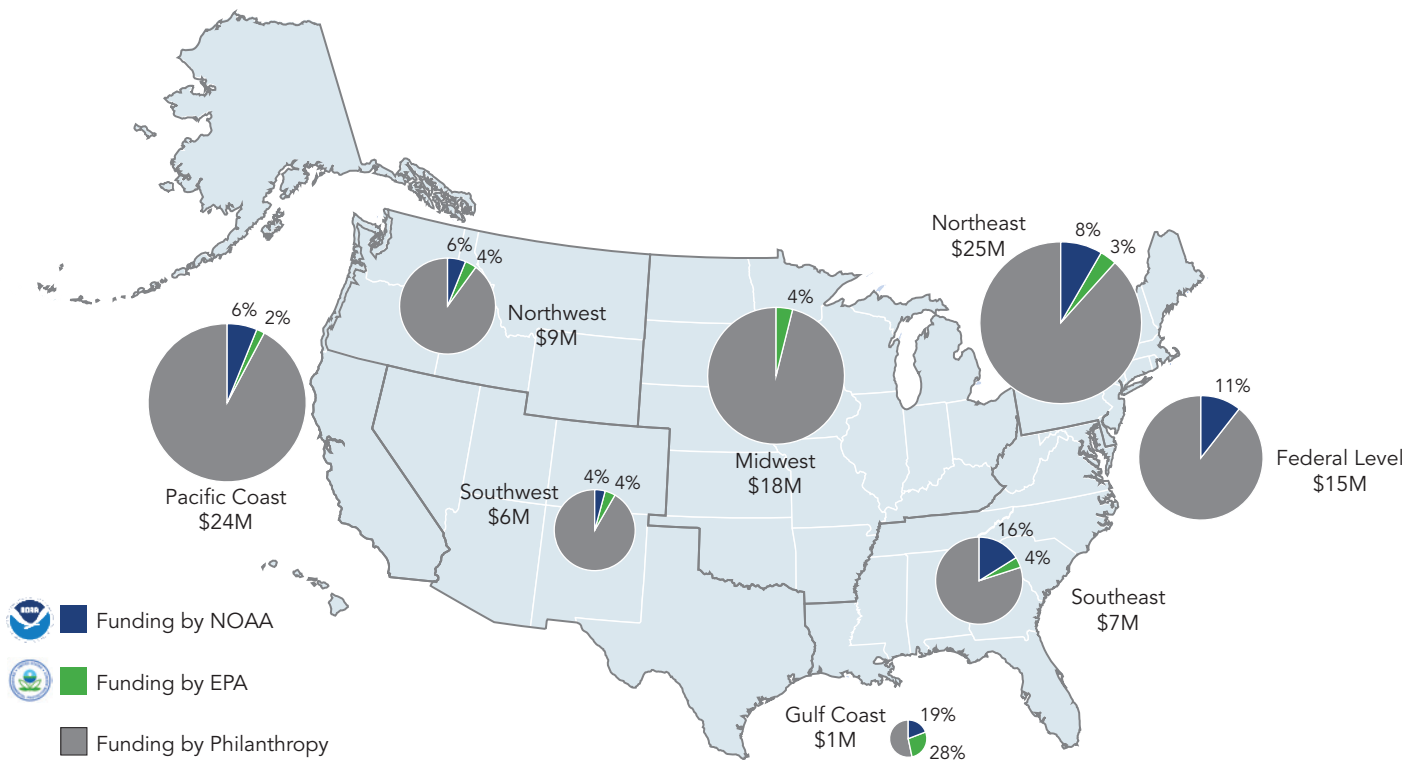 Northeast
$25M
8%
3%
6%
4%
Northwest
$9M
6%
2%
Pacific Coast
$24M
4%
Midwest
$18M
11%
Federal Level
$15M
Southwest
$6M
4%
4%
16%
4%
Southeast
$7M
Gulf Coast
$1M
19%
28%
Funding by NOAA
Funding by EPA
Funding by Philanthropy